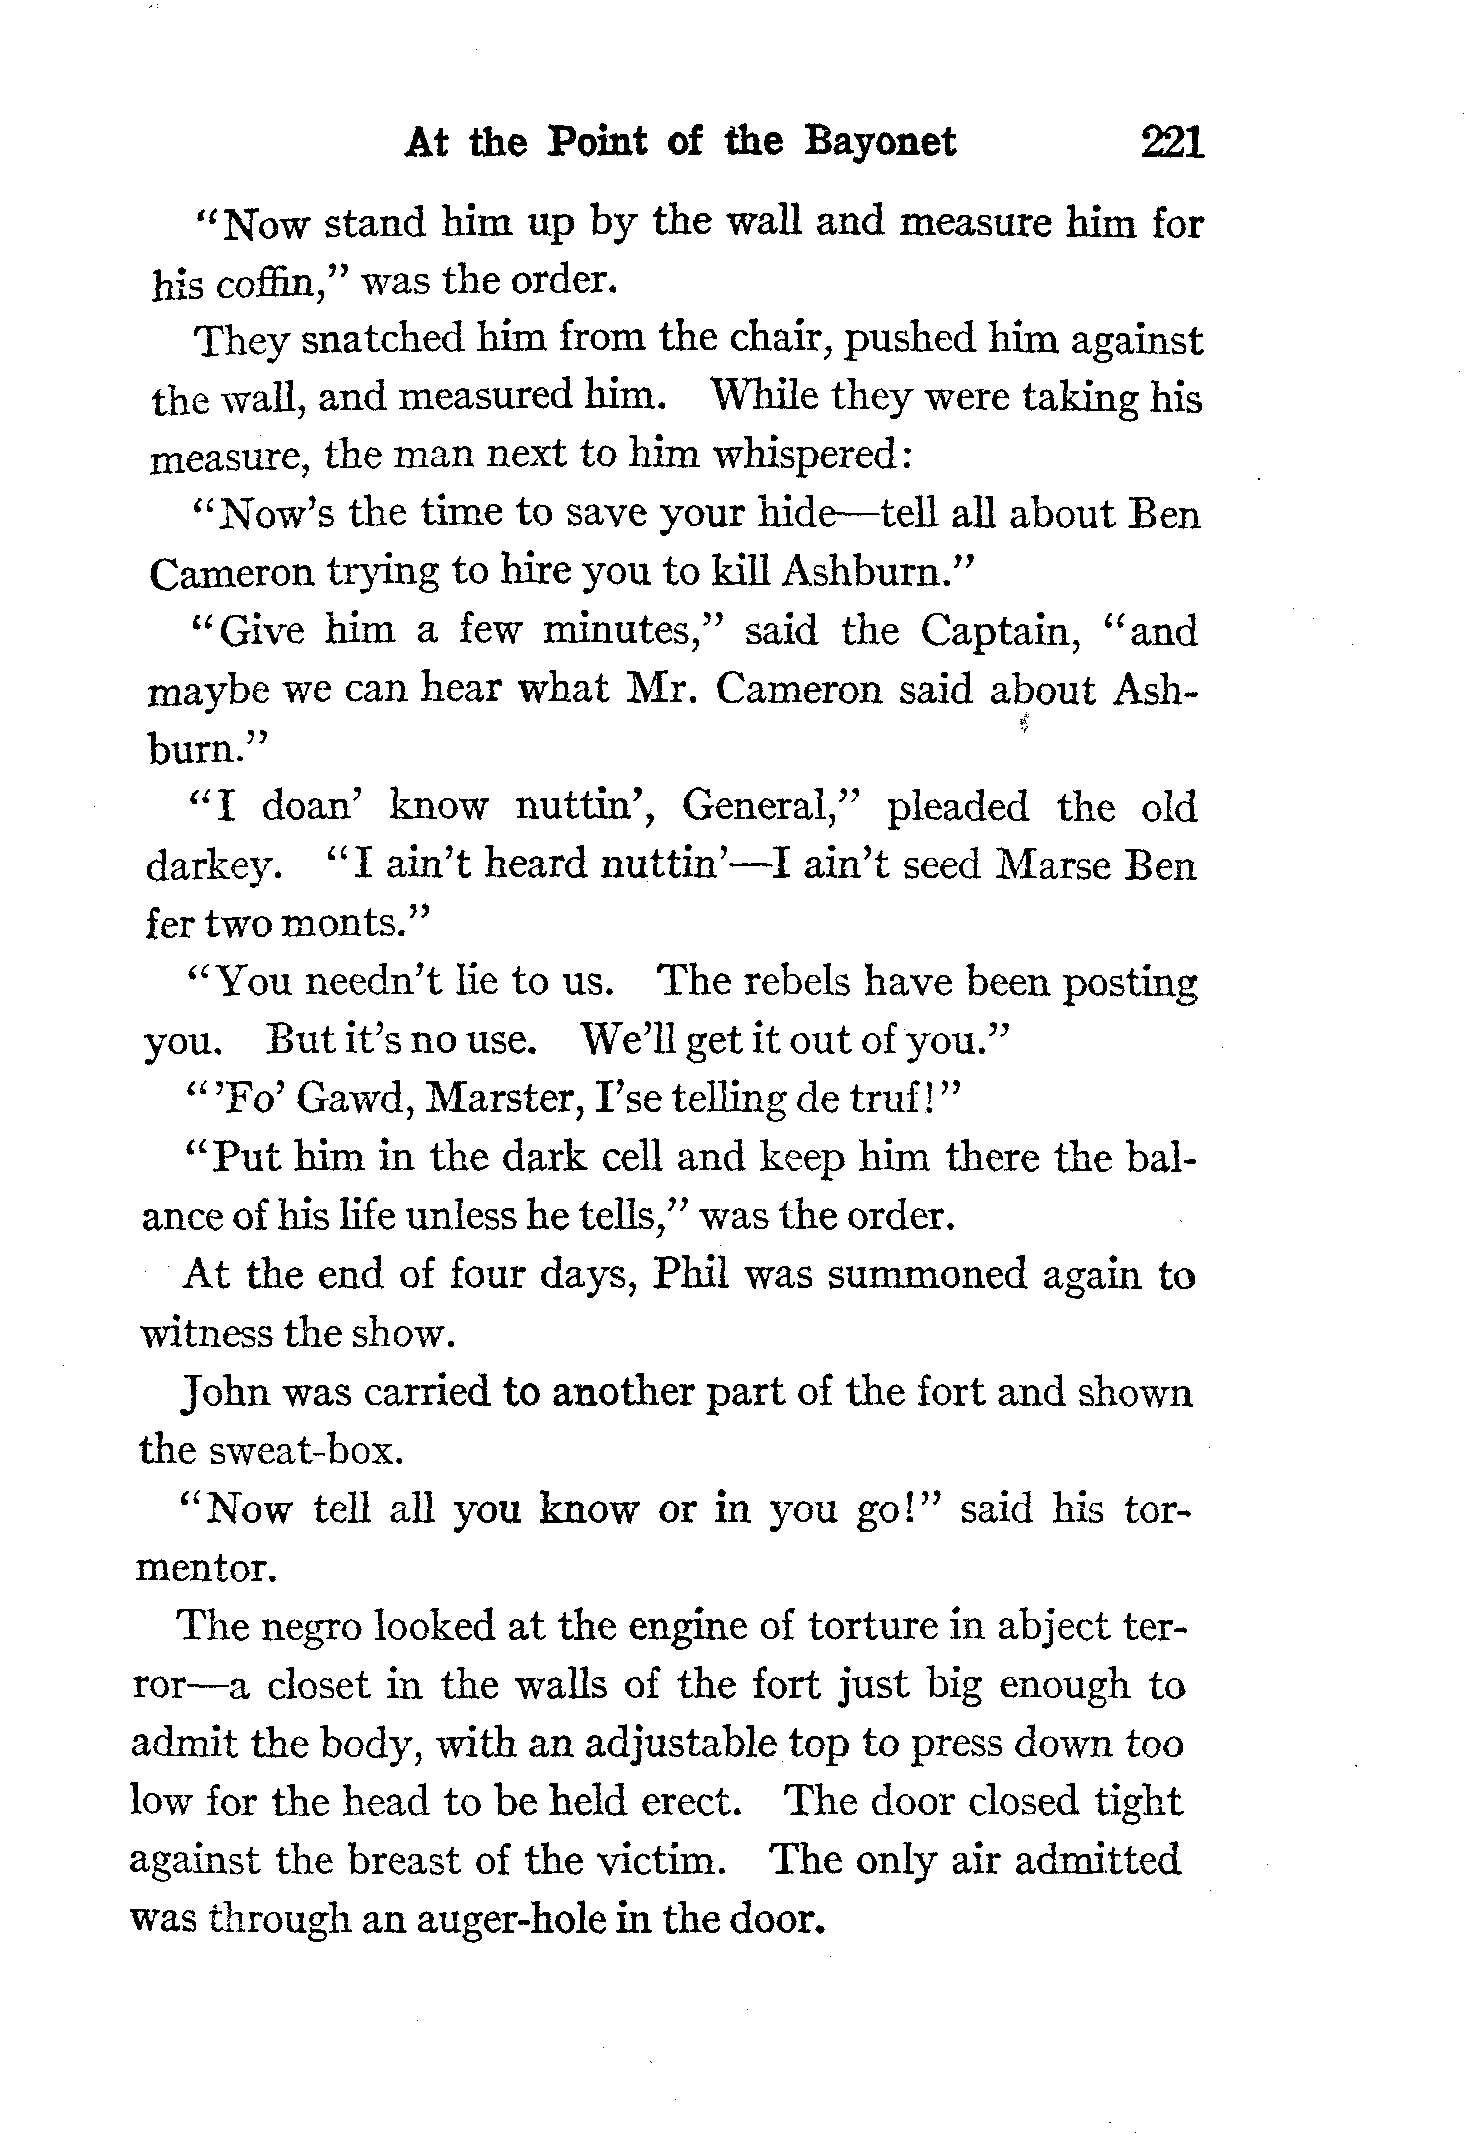 At the Point of the Bayonet 221
“Now stand him up by the wall and measure him for
his coffin,” was the order.
They snatched him from the chair, pushed him against
the wall, and measured him. While they were taking his
measure, the man next to him whispered:
“Now’s the time to save your hide—tell all about Ben
Cameron trying to hire you to kill Ashburn.”
“Give him a few minutes,” said the Captain, “and
maybe we can hear what Mr. Cameron said about Ash-
burn.”
“I doan’ know nuttin’, General,” pleaded the old
darkey. “I ain’t heard nuttin’—I ain’t seed Marse Ben
fer two monts.”
“You needn’t lie to us. The rebels have been posting
you. But it’s no use. We’ll get it out of you.”
“’Fo’ Gawd, Marster, I’se telling de truf!”
“Put him in the dark cell and keep him there the bal-
ance of his life unless he tells,” was the order.
At the end of four days, Phil was summoned again to
witness the show.
John was carried to another part of the fort and shown
the sweat-box.
“Now tell all you know or in you go!” said his tor-
mentor.
The negro looked at the engine of torture in abject ter-
ror—a closet in the walls of the fort just big enough to
admit the body, with an adjustable top to press down too
low for the head to be held erect. The door closed tight
against the breast of the victim. The only air admitted
was through an auger-hole in the door.